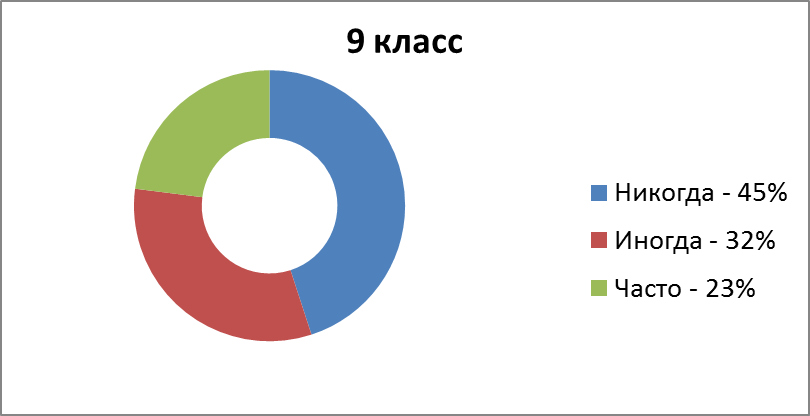 9 класс
Никогда - 45%
Иногда - 32%
Часто - 23%